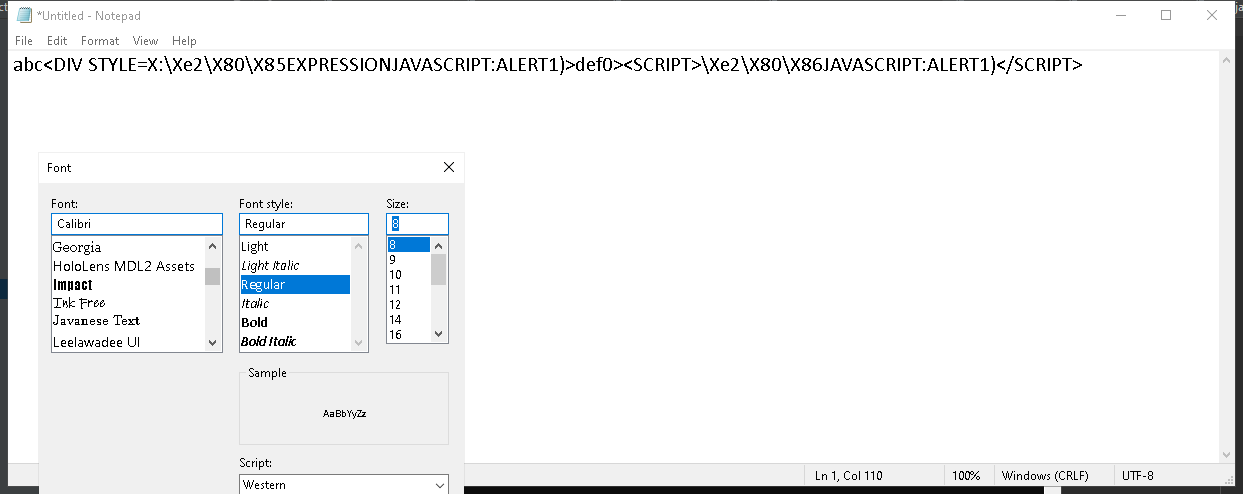 *Untitled - Notepad
File Edit Format View Help
abc<DIV STYLE=X:\Xe2\X80\X85EXPRESSIONJAVASCRIPT:ALERT1)>def0><SCRIPT>\Xe2\X80\X86JAVASCRIPT:ALERT1)</SCRIPT>
Font
Font: Font style: Size:
Calibri Regular 8
Georgia Light 8
HoloLens MDL2 Assets Light Italic 9
Impact Regular 10
Ink Free Italic 11
Javanese Text Bold 12
Leelawadee UI Bold Italic 14
16
Sample
AaBbYyZz
Script:
Western
Ln 1, Col 110 100% Windows (CRLF) UTF-8